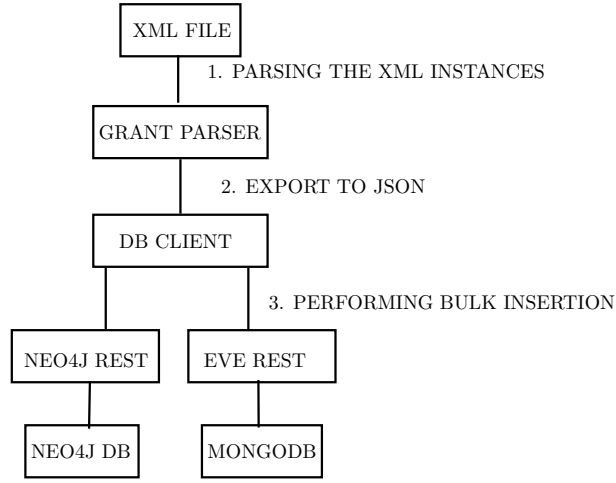 XML FILE
1. PARSING THE XML INSTANCES
GRANT PARSER
2. EXPORT TO JSON
DB CLIENT
3. PERFORMING BULK INSERTION
NEO4J REST
EVE REST
NEO4J DB
MONGODB